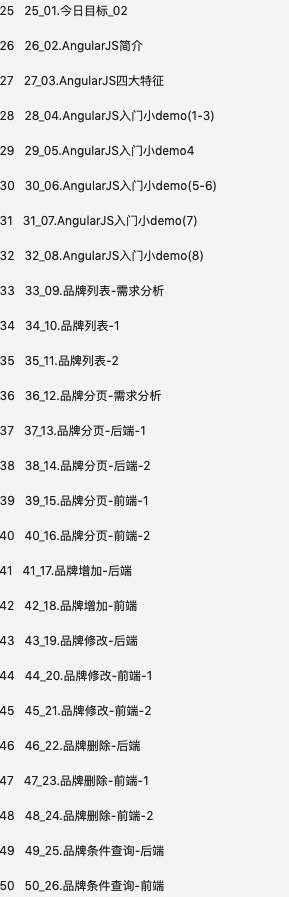 25 25_01.今日目标_02
26 26_02.AngularJS简介
27 27_03.AngularJS四大特征
28 28_04.AngularJS入门小demo(1-3)
29 29_05.AngularJS入门小demo4
30 30_06.AngularJS入门小demo(5-6)
31 31_07.AngularJS入门小demo(7)
32 32_08.AngularJS入门小demo(8)
33 33_09.品牌列表-需求分析
34 34_10.品牌列表-1
35 35_11.品牌列表-2
36 36_12.品牌分页-需求分析
37 37_13.品牌分页-后端-1
38 38_14.品牌分页-后端-2
39 39_15.品牌分页-前端-1
40 40_16.品牌分页-前端-2
41 41_17.品牌增加-后端
42 42_18.品牌增加-前端
43 43_19.品牌修改-后端
44 44_20.品牌修改-前端-1
45 45_21.品牌修改-前端-2
46 46_22.品牌删除-后端
47 47_23.品牌删除-前端-1
48 48_24.品牌删除-前端-2
49 49_25.品牌条件查询-后端
50 50_26.品牌条件查询-前端